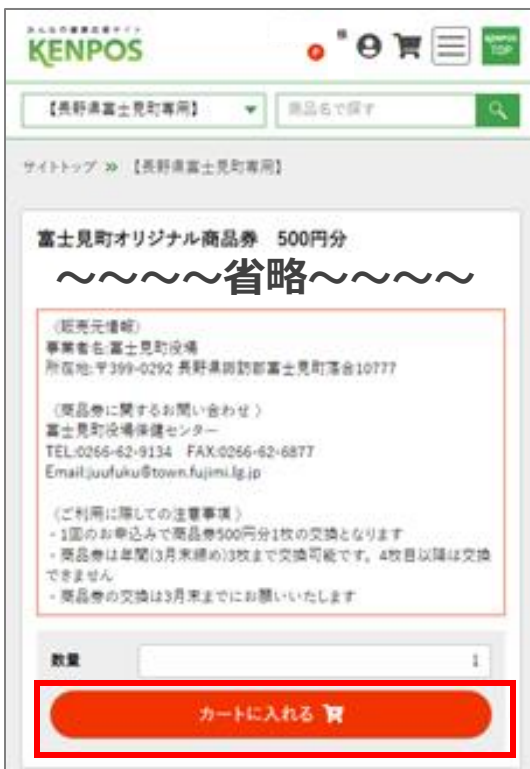 みんなの健康応援サイト
KENPOS
P
様
KENPOS
TOP
【長野県富士見町専用】
商品名で探す
サイトトップ » 【長野県富士見町専用】
富士見町オリジナル商品券 500円分
～～～～省略～～～～
〈販売元情報〉
事業者名:富士見町役場
所在地:〒399-0292 長野県諏訪郡富士見町落合10777
〈商品券に関するお問い合わせ〉
富士見町役場保健センター
TEL:0266-62-9134 FAX:0266-62-6877
Email:juufuku@town.fujimi.lg.jp
〈ご利用に際しての注意事項〉
・1回のお申込みで商品券500円分1枚の交換となります
・商品券は年間(3月末締め)3枚まで交換可能です。4枚目以降は交換
できません
・商品券の交換は3月末までにお願いいたします
数量
1
カートに入れる